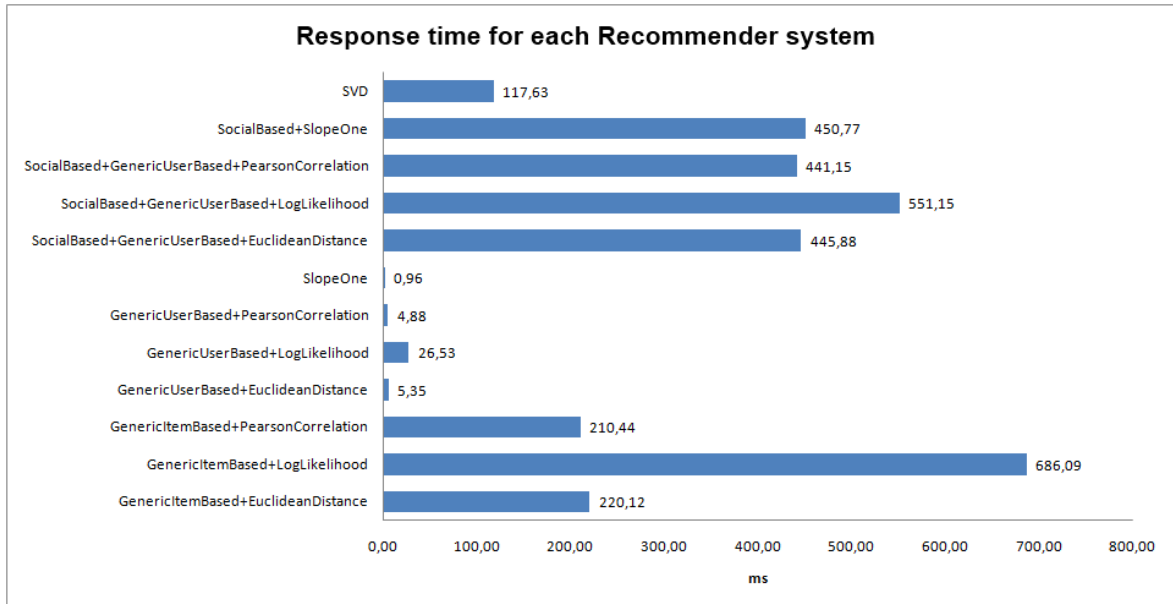 Response time for each Recommender system
SVD 117,63
SocialBased+SlopeOne 450,77
SocialBased+GenericUserBased+PearsonCorrelation 441,15
SocialBased+GenericUserBased+LogLikelihood 551,15
SocialBased+GenericUserBased+EuclideanDistance 445,88
SlopeOne 0,96
GenericUserBased+PearsonCorrelation 4,88
GenericUserBased+LogLikelihood 26,53
GenericUserBased+EuclideanDistance 5,35
GenericItemBased+PearsonCorrelation 210,44
GenericItemBased+LogLikelihood 686,09
GenericItemBased+EuclideanDistance 220,12
0,00 100,00 200,00 300,00 400,00 500,00 600,00 700,00 800,00
ms